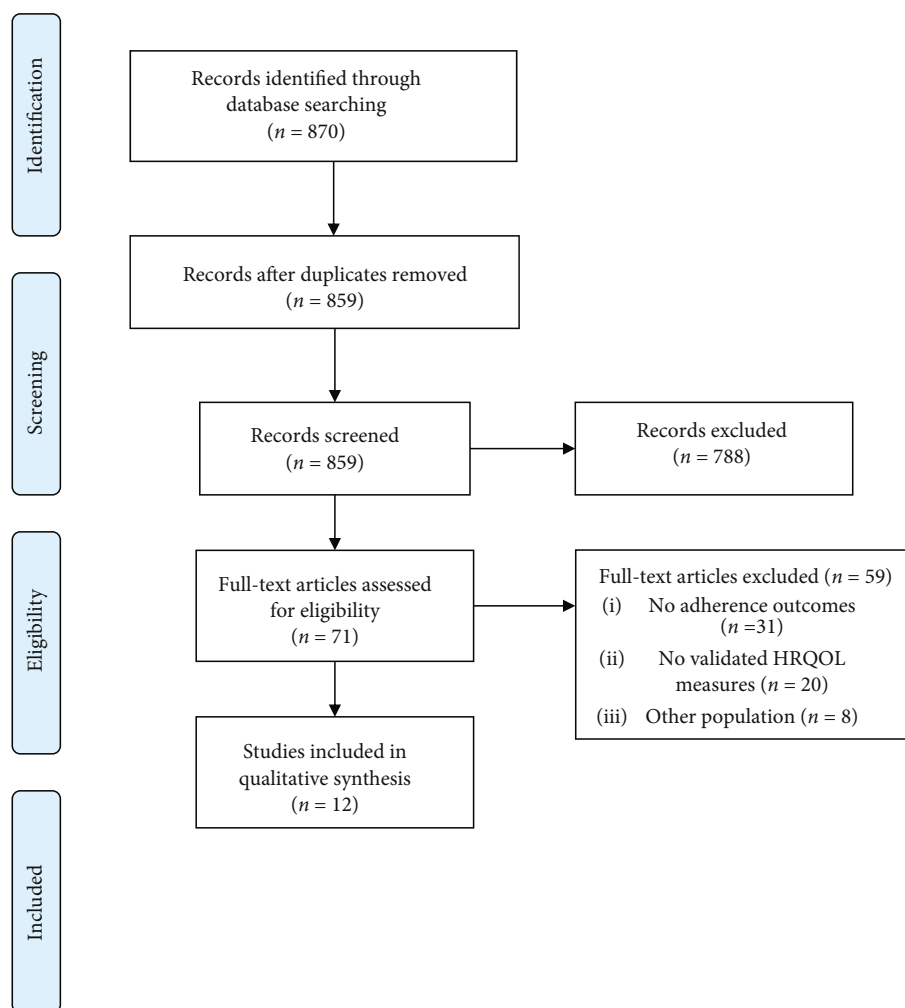 Identification
Records identified through
database searching
(n = 870)
Records after duplicates removed
(n = 859)
Screening
Records screened
(n = 859)
Records excluded
(n = 788)
Eligibility
Full-text articles assessed
for eligibility
(n = 71)
Full-text articles excluded (n = 59)
(i) No adherence outcomes
(n =31)
(ii) No validated HRQOL
measures (n = 20)
(iii) Other population (n = 8)
Studies included in
qualitative synthesis
(n = 12)
Included